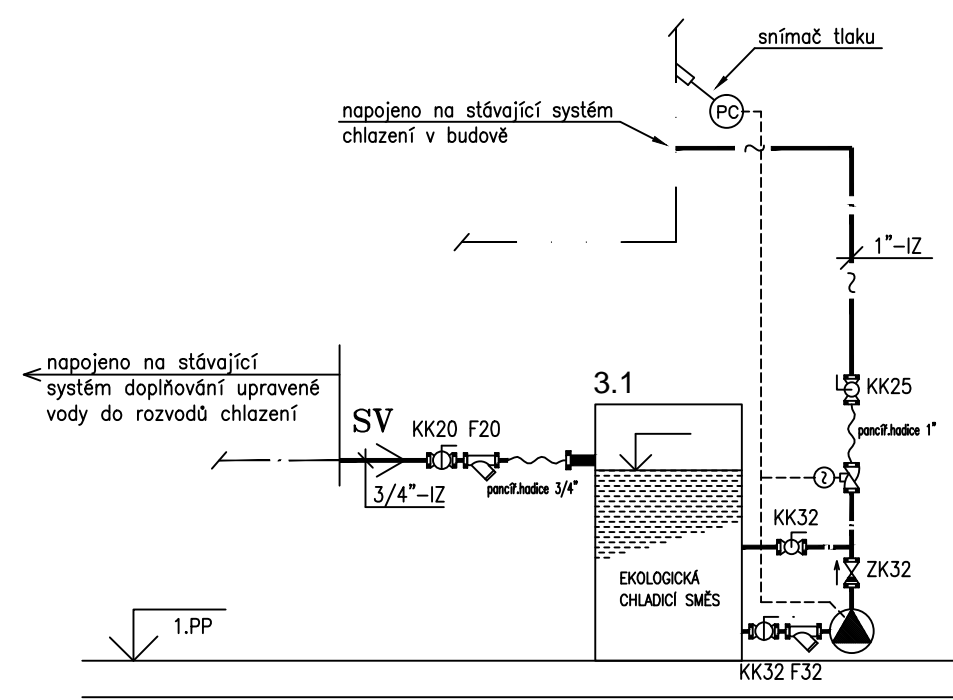 snímač tlaku
PC
napojeno na stávající systém
chlazení v budově
1"-IZ
napojeno na stávající
systém doplňování upravené
vody do rozvodů chlazení
3.1
KK25
SV
KK20 F20
pancíř.hadice 1"
3/4"-IZ
pancíř.hadice 3/4"
KK32
EKOLOGICKÁ
CHLADICÍ SMĚS
ZK32
1.PP
KK32 F32